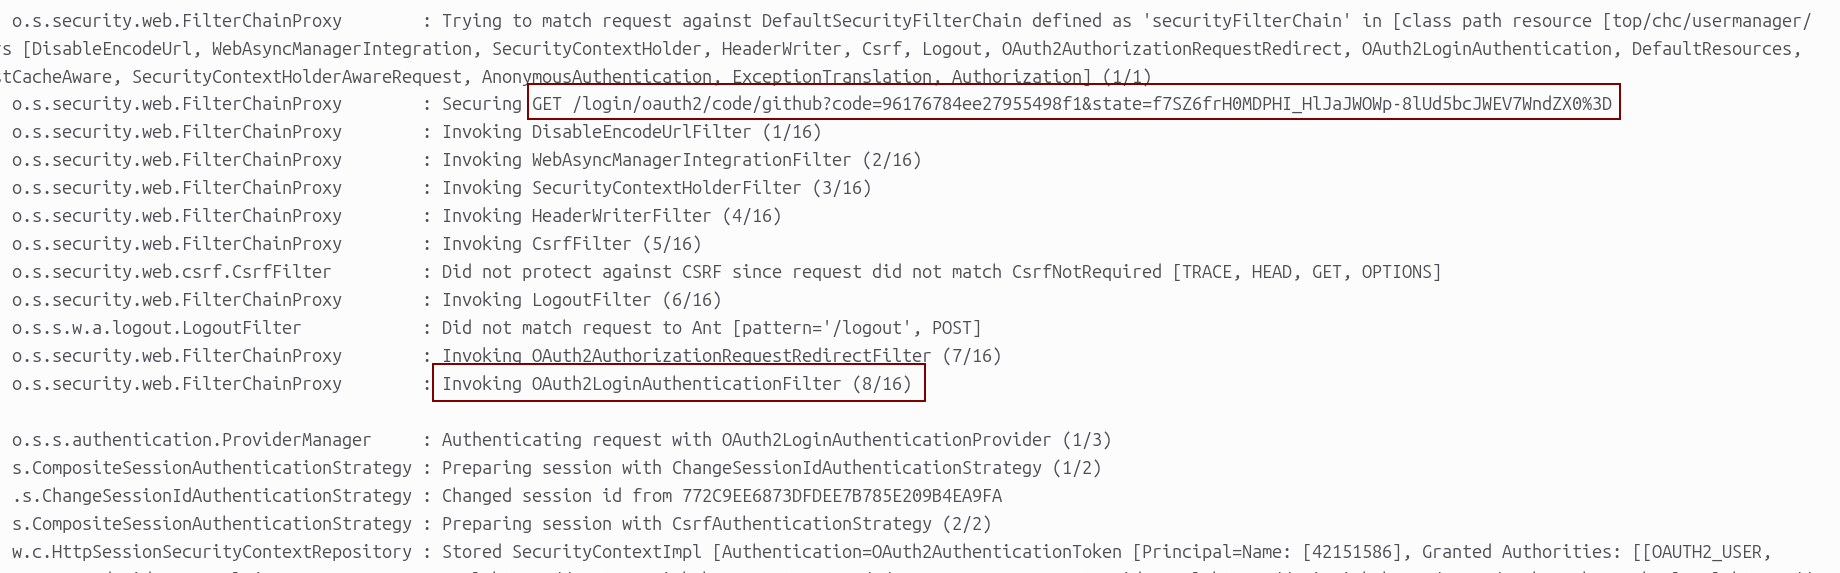 o.s.security.web.FilterChainProxy : Trying to match request against DefaultSecurityFilterChain defined as 'securityFilterChain' in [class path resource [top/chc/usermanager/
s [DisableEncodeUrl, WebAsyncManagerIntegration, SecurityContextHolder, HeaderWriter, Csrf, Logout, OAuth2AuthorizationRequestRedirect, OAuth2LoginAuthentication, DefaultResources,
stCacheAware, SecurityContextHolderAwareRequest, AnonymousAuthentication, ExceptionTranslation, Authorization] (1/1)
o.s.security.web.FilterChainProxy : Securing GET /login/oauth2/code/github?code=96176784ee27955498f1&state=f7SZ6frH0MDPHI_HlJaJWOWp-8lUd5bcJWEV7WndZX0%3D
o.s.security.web.FilterChainProxy : Invoking DisableEncodeUrlFilter (1/16)
o.s.security.web.FilterChainProxy : Invoking WebAsyncManagerIntegrationFilter (2/16)
o.s.security.web.FilterChainProxy : Invoking SecurityContextHolderFilter (3/16)
o.s.security.web.FilterChainProxy : Invoking HeaderWriterFilter (4/16)
o.s.security.web.FilterChainProxy : Invoking CsrfFilter (5/16)
o.s.security.web.csrf.CsrfFilter : Did not protect against CSRF since request did not match CsrfNotRequired [TRACE, HEAD, GET, OPTIONS]
o.s.security.web.FilterChainProxy : Invoking LogoutFilter (6/16)
o.s.s.w.a.logout.LogoutFilter : Did not match request to Ant [pattern='/logout', POST]
o.s.security.web.FilterChainProxy : Invoking OAuth2AuthorizationRequestRedirectFilter (7/16)
o.s.security.web.FilterChainProxy : Invoking OAuth2LoginAuthenticationFilter (8/16)
o.s.s.authentication.ProviderManager : Authenticating request with OAuth2LoginAuthenticationProvider (1/3)
s.CompositeSessionAuthenticationStrategy : Preparing session with ChangeSessionIdAuthenticationStrategy (1/2)
.s.ChangeSessionIdAuthenticationStrategy : Changed session id from 772C9EE6873DFDEE7B785E209B4EA9FA
s.CompositeSessionAuthenticationStrategy : Preparing session with CsrfAuthenticationStrategy (2/2)
w.c.HttpSessionSecurityContextRepository : Stored SecurityContextImpl [Authentication=OAuth2AuthenticationToken [Principal=Name: [42151586], Granted Authorities: [[OAUTH2_USER,